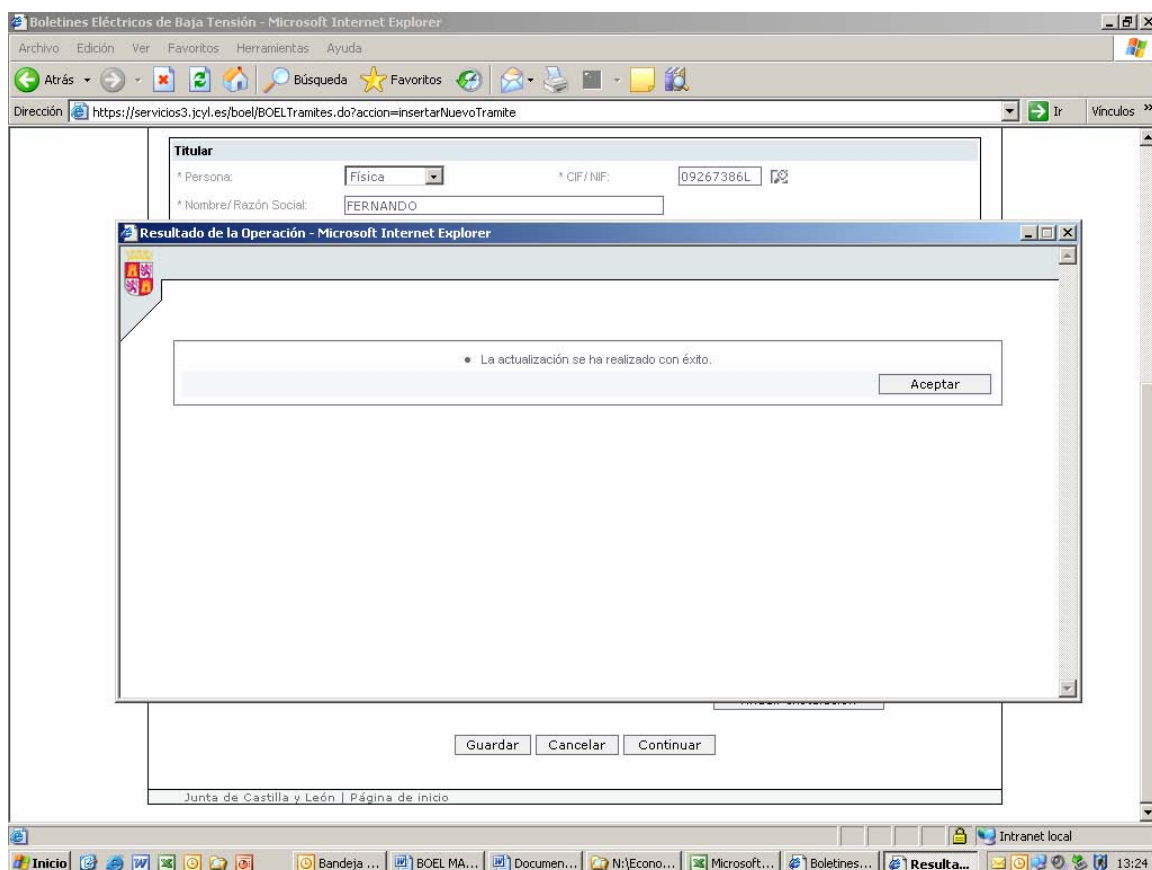 Boletines Eléctricos de Baja Tensión - Microsoft Internet Explorer
Archivo Edición Ver Favoritos Herramientas Ayuda
Atrás Búsqueda Favoritos
Dirección https://servicios3.jcyl.es/boel/BOELTramites.do?accion=insertarNuevoTramite Ir Vínculos »
Titular
* Persona: Física * CIF/NIF: 09267386L
* Nombre/Razón Social: FERNANDO
Resultado de la Operación - Microsoft Internet Explorer
• La actualización se ha realizado con éxito.
Aceptar
Guardar Cancelar Continuar
Junta de Castilla y León | Página de inicio
Intranet local
Inicio Bandeja ... BOEL MA... Documen... N:\Econo... Microsoft... Boletines... Resulta... 13:24